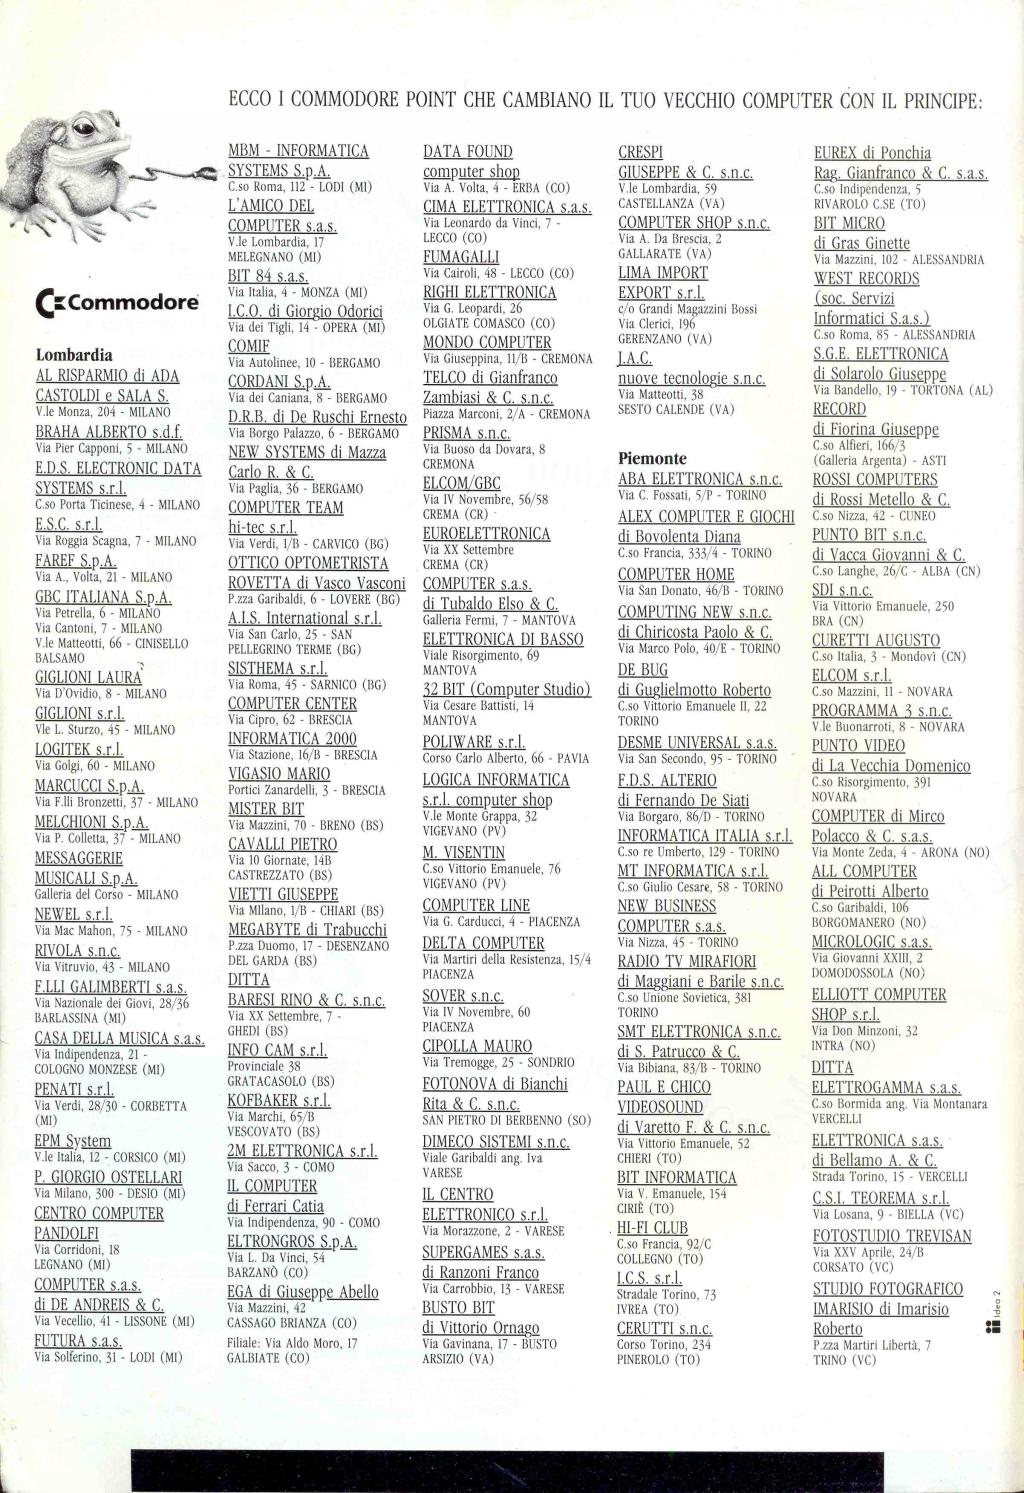 ECCO I COMMODORE POINT CHE CAMBIANO IL TUO VECCHIO COMPUTER CON IL PRINCIPE:
Commodore
Lombardia
AL RISPARMIO di ADA
CASTOLDI e SALA S.
V.le Monza, 204 - MILANO
BRAHA ALBERTO s.d.f.
Via Pier Capponi, 5 - MILANO
E.D.S. ELECTRONIC DATA
SYSTEMS s.r.l.
C.so Porta Ticinese, 4 - MILANO
E.S.C. s.r.l.
Via Roggia Scagna, 7 - MILANO
FAREF S.p.A.
Via A., Volta, 21 - MILANO
GBC ITALIANA S.p.A.
Via Petrella, 6 - MILANO
Via Cantoni, 7 - MILANO
V.le Matteotti, 66 - CINISELLO
BALSAMO
GIGLIONI LAURA
Via D'Ovidio, 8 - MILANO
GIGLIONI s.r.l.
Vle L. Sturzo, 45 - MILANO
LOGITEK s.r.l.
Via Golgi, 60 - MILANO
MARCUCCI S.p.A.
Via F.lli Bronzetti, 37 - MILANO
MELCHIONI S.p.A.
Via P. Colletta, 37 - MILANO
MESSAGGERIE
MUSICALI S.p.A.
Galleria del Corso - MILANO
NEWEL s.r.l.
Via Mac Mahon, 75 - MILANO
RIVOLA s.n.c.
Via Vitruvio, 43 - MILANO
F.LLI GALIMBERTI s.a.s.
Via Nazionale dei Giovi, 28/36
BARLASSINA (MI)
CASA DELLA MUSICA s.a.s.
Via Indipendenza, 21 -
COLOGNO MONZESE (MI)
PENATI s.r.l.
Via Verdi, 28/30 - CORBETTA
(MI)
EPM System
V.le Italia, 12 - CORSICO (MI)
P. GIORGIO OSTELLARI
Via Milano, 300 - DESIO (MI)
CENTRO COMPUTER
PANDOLFI
Via Corridoni, 18
LEGNANO (MI)
COMPUTER s.a.s.
di DE ANDREIS & C.
Via Vecellio, 41 - LISSONE (MI)
FUTURA s.a.s.
Via Solferino, 31 - LODI (MI)
MBM - INFORMATICA
SYSTEMS S.p.A.
C.so Roma, 112 - LODI (MI)
L'AMICO DEL
COMPUTER s.a.s.
V.le Lombardia, 17
MELEGNANO (MI)
BIT 84 s.a.s.
Via Italia, 4 - MONZA (MI)
I.C.O. di Giorgio Odorici
Via dei Tigli, 14 - OPERA (MI)
COMIF
Via Autolinee, 10 - BERGAMO
CORDANI S.p.A.
Via dei Caniana, 8 - BERGAMO
D.R.B. di De Ruschi Ernesto
Via Borgo Palazzo, 6 - BERGAMO
NEW SYSTEMS di Mazza
Carlo R. & C.
Via Paglia, 36 - BERGAMO
COMPUTER TEAM
hi-tec s.r.l.
Via Verdi, 1/B - CARVICO (BG)
OTTICO OPTOMETRISTA
ROVETTA di Vasco Vasconi
P.zza Garibaldi, 6 - LOVERE (BG)
A.I.S. International s.r.l.
Via San Carlo, 25 - SAN
PELLEGRINO TERME (BG)
SISTHEMA s.r.l.
Via Roma, 45 - SARNICO (BG)
COMPUTER CENTER
Via Cipro, 62 - BRESCIA
INFORMATICA 2000
Via Stazione, 16/B - BRESCIA
VIGASIO MARIO
Portici Zanardelli, 3 - BRESCIA
MISTER BIT
Via Mazzini, 70 - BRENO (BS)
CAVALLI PIETRO
Via 10 Giornate, 14B
CASTREZZATO (BS)
VIETTI GIUSEPPE
Via MIlano, 1/B - CHIARI (BS)
MEGABYTE di Trabucchi
P.zza Duomo, 17 - DESENZANO
DEL GARDA (BS)
DITTA
BARESI RINO & C. s.n.c.
Via XX Settembre, 7 -
GHEDI (BS)
INFO CAM s.r.l.
Provinciale 38
GRATACASOLO (BS)
KOFBAKER s.r.l.
Via Marchi, 65/B
VESCOVATO (BS)
2M ELETTRONICA s.r.l.
Via Sacco, 3 - COMO
IL COMPUTER
di Ferrari Catia
Via Indipendenza, 90 - COMO
ELTRONGROS S.p.A.
Via L. Da Vinci, 54
BARZANÒ (CO)
EGA di Giuseppe Abello
Via Mazzini, 42
CASSAGO BRIANZA (CO)
Filiale: Via Aldo Moro, 17
GALBIATE (CO)
DATA FOUND
computer shop
Via A. Volta, 4 - ERBA (CO)
CIMA ELETTRONICA s.a.s.
Via Leonardo da Vinci, 7 -
LECCO (CO)
FUMAGALLI
Via Cairoli, 48 - LECCO (CO)
RIGHI ELETTRONICA
Via G. Leopardi, 26
OLGIATE COMASCO (CO)
MONDO COMPUTER
Via Giuseppina, 11/B - CREMONA
TELCO di Gianfranco
Zambiasi & C. s.n.c.
Piazza Marconi, 2/A - CREMONA
PRISMA s.n.c.
Via Buoso da Dovara, 8
CREMONA
ELCOM/GBC
Via IV Novembre, 56/58
CREMA (CR)
EUROELETTRONICA
Via XX Settembre
CREMA (CR)
COMPUTER s.a.s.
di Tubaldo Elso & C.
Galleria Fermi, 7 - MANTOVA
ELETTRONICA DI BASSO
Viale Risorgimento, 69
MANTOVA
32 BIT (Computer Studio)
Via Cesare Battisti, 14
MANTOVA
POLIWARE s.r.l.
Corso Carlo Alberto, 66 - PAVIA
LOGICA INFORMATICA
s.r.l. computer shop
V.le Monte Grappa, 32
VIGEVANO (PV)
M. VISENTIN
C.so Vittorio Emanuele, 76
VIGEVANO (PV)
COMPUTER LINE
Via G. Carducci, 4 - PIACENZA
DELTA COMPUTER
Via Martiri della Resistenza, 15/4
PIACENZA
SOVER s.n.c.
Via IV Novembre, 60
PIACENZA
CIPOLLA MAURO
Via Tremogge, 25 - SONDRIO
FOTONOVA di Bianchi
Rita & C. s.n.c.
SAN PIETRO DI BERBENNO (SO)
DIMECO SISTEMI s.n.c.
Viale Garibaldi ang. Iva
VARESE
IL CENTRO
ELETTRONICO s.r.l.
Via Morazzone, 2 - VARESE
SUPERGAMES s.a.s.
di Ranzoni Franco
Via Carrobbio, 13 - VARESE
BUSTO BIT
di Vittorio Ornago
Via Gavinana, 17 - BUSTO
ARSIZIO (VA)
CRESPI
GIUSEPPE & C. s.n.c.
V.le Lombardia, 59
CASTELLANZA (VA)
COMPUTER SHOP s.n.c.
Via A. Da Brescia, 2
GALLARATE (VA)
LIMA IMPORT
EXPORT s.r.l.
c/o Grandi Magazzini Bossi
Via Clerici, 196
GERENZANO (VA)
J.A.C.
nuove tecnologie s.n.c.
Via Matteotti, 38
SESTO CALENDE (VA)
Piemonte
ABA ELETTRONICA s.n.c.
Via C. Fossati, 5/P - TORINO
ALEX COMPUTER E GIOCHI
di Bovolenta Diana
C.so Francia, 333/4 - TORINO
COMPUTER HOME
Via San Donato, 46/B - TORINO
COMPUTING NEW s.n.c.
di Chiricosta Paolo & C.
Via Marco Polo, 40/E - TORINO
DE BUG
di Guglielmotto Roberto
C.so Vittorio Emanuele II, 22
TORINO
DESME UNIVERSAL s.a.s.
Via San Secondo, 95 - TORINO
F.D.S. ALTERIO
di Fernando De Siati
Via Borgaro, 86/D - TORINO
INFORMATICA ITALIA s.r.l.
C.so re Umberto, 129 - TORINO
MT INFORMATICA s.r.l.
C.so Giulio Cesare, 58 - TORINO
NEW BUSINESS
COMPUTER s.a.s.
Via Nizza, 45 - TORINO
RADIO TV MIRAFIORI
di Maggiani e Barile s.n.c.
C.so Unione Sovietica, 381
TORINO
SMT ELETTRONICA s.n.c.
di S. Patrucco & C.
Via Bibiana, 83/B - TORINO
PAUL E CHICO
VIDEOSOUND
di Varetto F. & C. s.n.c.
Via Vittorio Emanuele, 52
CHIERI (TO)
BIT INFORMATICA
Via V. Emanuele, 154
CIRIÈ (TO)
HI-FI CLUB
C.so Francia, 92/C
COLLEGNO (TO)
I.C.S. s.r.l.
Stradale Torino, 73
IVREA (TO)
CERUTTI s.n.c.
Corso Torino, 234
PINEROLO (TO)
EUREX di Ponchia
Rag. Gianfranco & C. s.a.s.
C.so Indipendenza, 5
RIVAROLO C.SE (TO)
BIT MICRO
di Gras Ginette
Via Mazzini, 102 - ALESSANDRIA
WEST RECORDS
(soc. Servizi
Informatici S.a.s.)
C.so Roma, 85 - ALESSANDRIA
S.G.E. ELETTRONICA
di Solarolo Giuseppe
Via Bandello, 19 - TORTONA (AL)
RECORD
di Fiorina Giuseppe
C.so Alfieri, 166/3
(Galleria Argenta) - ASTI
ROSSI COMPUTERS
di Rossi Metello & C.
C.so Nizza, 42 - CUNEO
PUNTO BIT s.n.c.
di Vacca Giovanni & C.
C.so Langhe, 26/C - ALBA (CN)
SDI s.n.c.
Via Vittorio Emanuele, 250
BRA (CN)
CURETTI AUGUSTO
C.so Italia, 3 - Mondovì (CN)
ELCOM s.r.l.
C.so Mazzini, 11 - NOVARA
PROGRAMMA 3 s.n.c.
V.le Buonarroti, 8 - NOVARA
PUNTO VIDEO
di La Vecchia Domenico
C.so Risorgimento, 391
NOVARA
COMPUTER di Mirco
Polacco & C. s.a.s.
Via Monte Zeda, 4 - ARONA (NO)
ALL COMPUTER
di Peirotti Alberto
C.so Garibaldi, 106
BORGOMANERO (NO)
MICROLOGIC s.a.s.
Via Giovanni XXIII, 2
DOMODOSSOLA (NO)
ELLIOTT COMPUTER
SHOP s.r.l.
Via Don Minzoni, 32
INTRA (NO)
DITTA
ELETTROGAMMA s.a.s.
C.so Bormida ang. Via Montanara
VERCELLI
ELETTRONICA s.a.s.
di Bellamo A. & C.
Strada Torino, 15 - VERCELLI
C.S.I. TEOREMA s.r.l.
Via Losana, 9 - BIELLA (VC)
FOTOSTUDIO TREVISAN
Via XXV Aprile, 24/B
CORSATO (VC)
STUDIO FOTOGRAFICO
IMARISIO di Imarisio
Roberto
P.zza Martiri Libertà, 7
TRINO (VC)
Idea 2